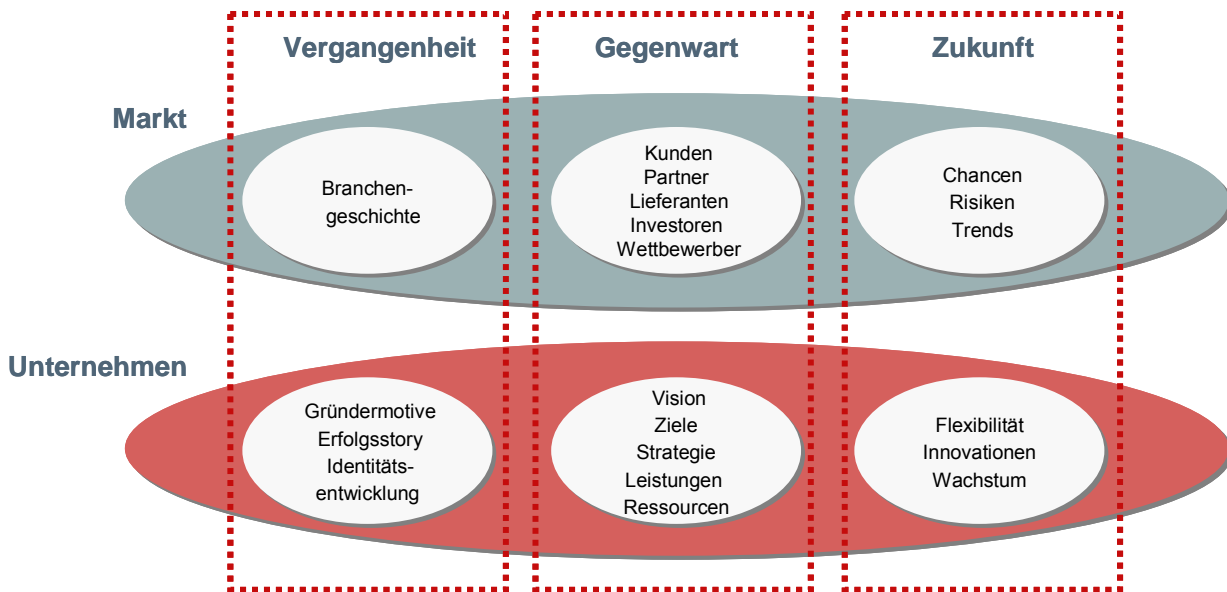 Vergangenheit
Gegenwart
Zukunft
Markt
Branchen-
geschichte
Kunden
Partner
Lieferanten
Investoren
Wettbewerber
Chancen
Risiken
Trends
Unternehmen
Gründermotive
Erfolgsstory
Identitäts-
entwicklung
Vision
Ziele
Strategie
Leistungen
Ressourcen
Flexibilität
Innovationen
Wachstum